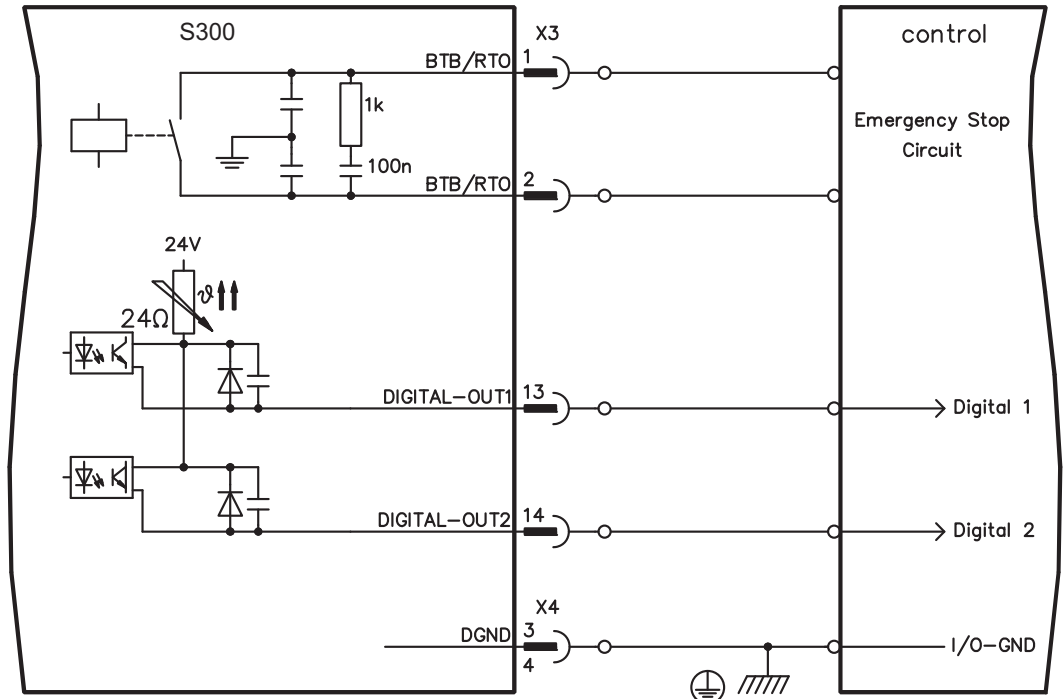 S300
X3
control
BTB/RTO
1
1k
Emergency Stop
Circuit
100n
BTB/RTO
2
24V
ϑ
24Ω
DIGITAL-OUT1
13
Digital 1
DIGITAL-OUT2
14
Digital 2
X4
DGND
3
4
I/O-GND